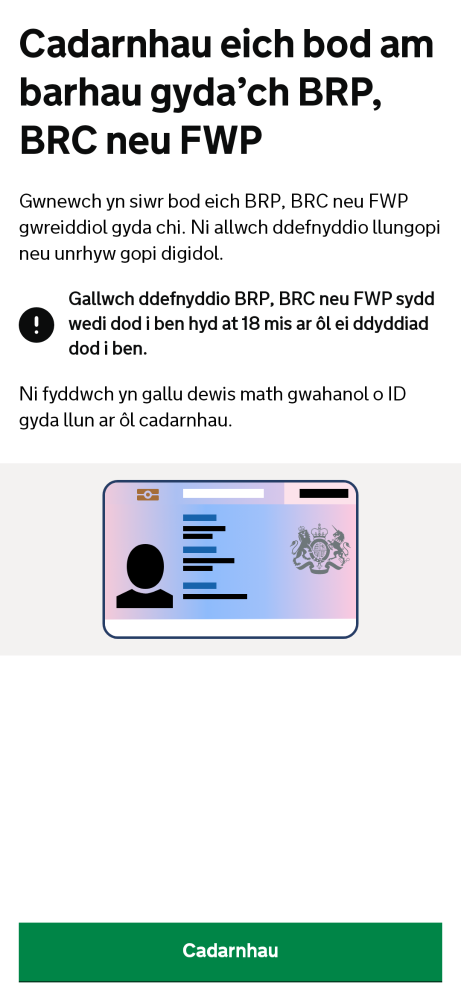 Cadarnhau eich bod am
barhau gyda’ch BRP,
BRC neu FWP
Gwnewch yn siwr bod eich BRP, BRC neu FWP
gwreiddiol gyda chi. Ni allwch ddefnyddio llungopi
neu unrhyw gopi digidol.
Gallwch ddefnyddio BRP, BRC neu FWP sydd
wedi dod i ben hyd at 18 mis ar ôl ei ddyddiad
dod i ben.
Ni fyddwch yn gallu dewis math gwahanol o ID
gyda llun ar ôl cadarnhau.
Cadarnhau